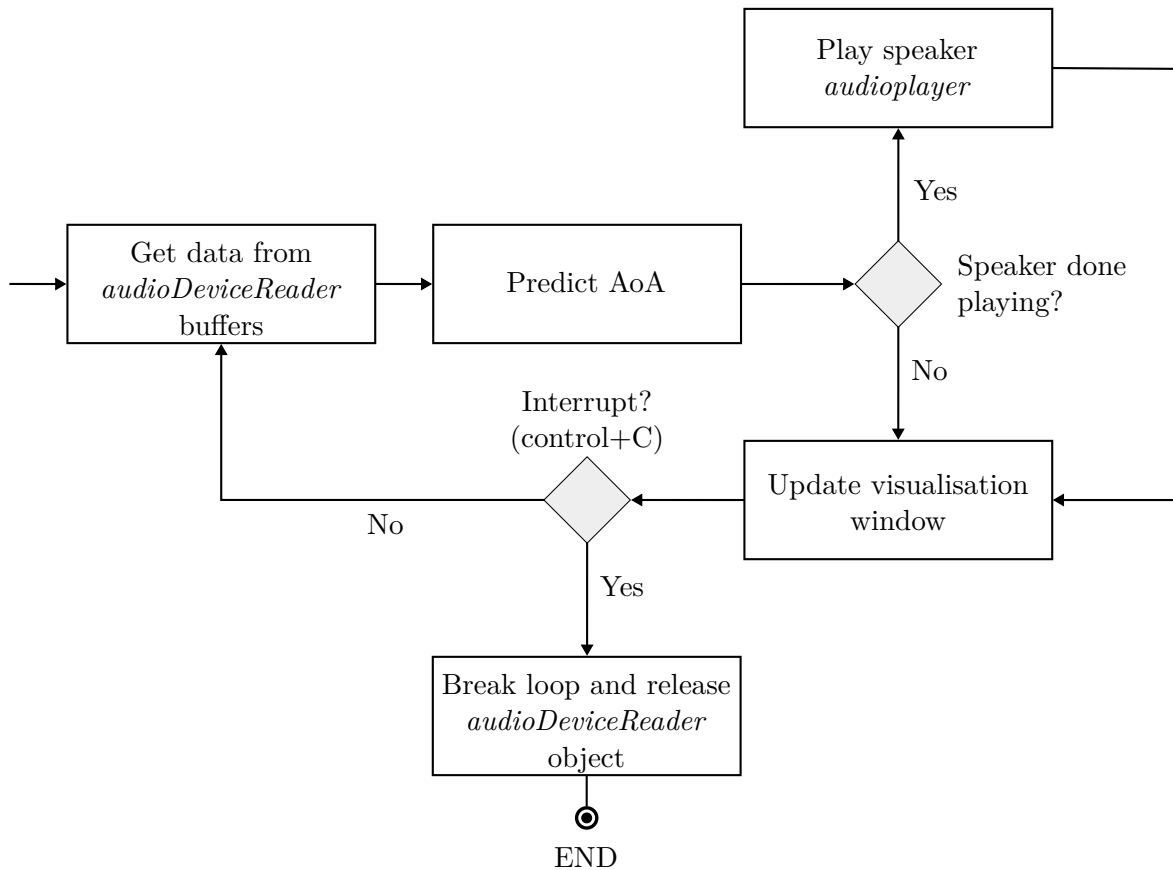 Play speaker
audioplayer
Yes
Get data from
audioDeviceReader
buffers
Predict AoA
Speaker done
playing?
No
Interrupt?
(control+C)
Update visualisation
window
No
Yes
Break loop and release
audioDeviceReader
object
END